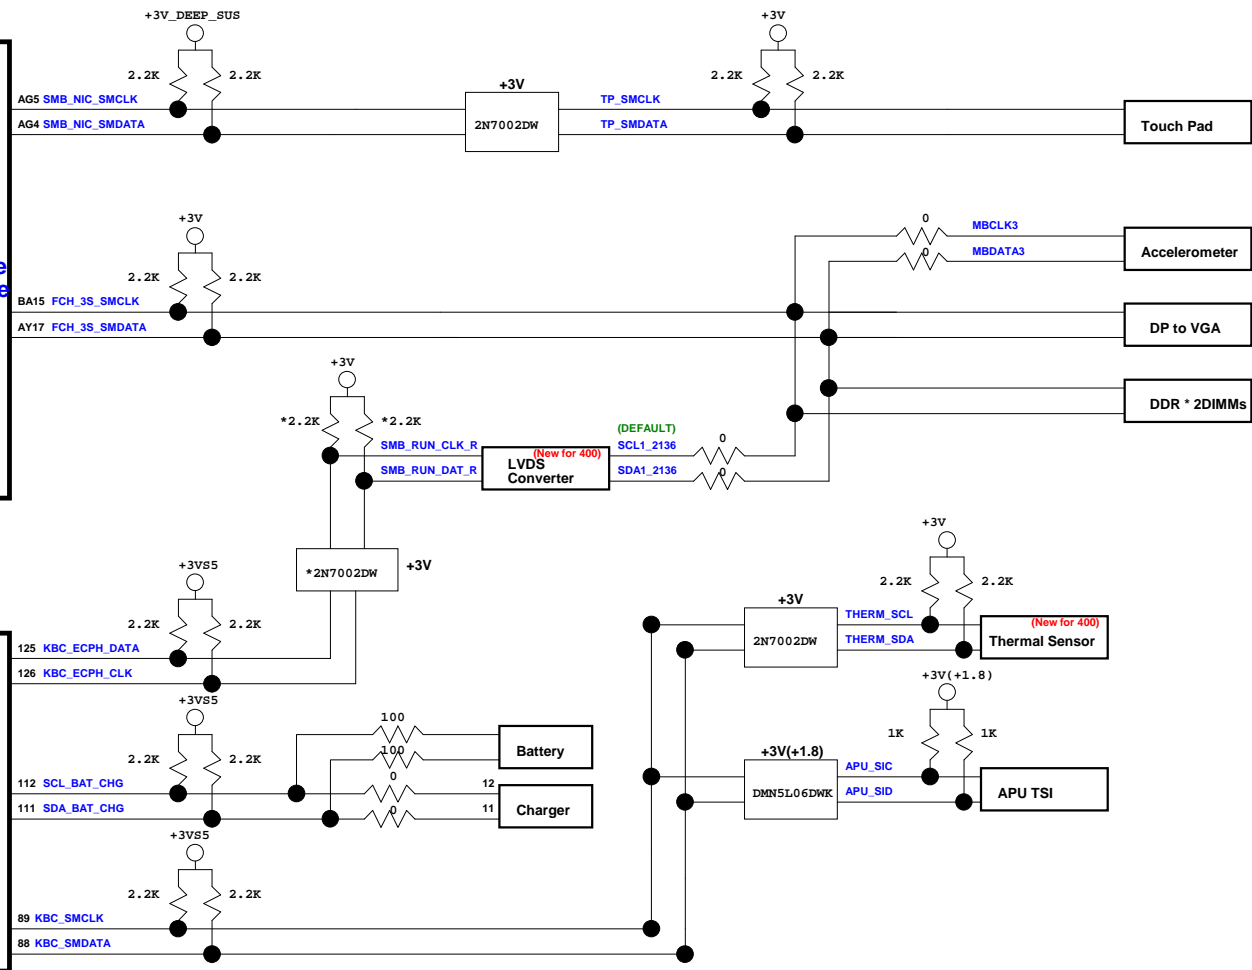 +3V_DEEP_SUS
+3V
2.2K
2.2K
2.2K
2.2K
AG5 SMB_NIC_SMCLK
+3V
TP_SMCLK
AG4 SMB_NIC_SMDATA
2N7002DW
TP_SMDATA
Touch Pad
+3V
0
MBCLK3
0
MBDATA3
Accelerometer
2.2K
2.2K
BA15 FCH_3S_SMCLK
AY17 FCH_3S_SMDATA
DP to VGA
+3V
*2.2K
*2.2K
DDR * 2DIMMs
(DEFAULT)
SMB_RUN_CLK_R
(New for 400)
SCL1_2136
0
SMB_RUN_DAT_R
LVDS
Converter
SDA1_2136
0
+3V
*2N7002DW
+3V
+3VS5
2.2K
2.2K
2.2K
2.2K
+3V
THERM_SCL
(New for 400)
125 KBC_ECPH_DATA
2N7002DW
THERM_SDA
Thermal Sensor
126 KBC_ECPH_CLK
+3V(+1.8)
+3VS5
100
1K
1K
2.2K
2.2K
100
Battery
+3V(+1.8)
0
APU_SIC
112 SCL_BAT_CHG
12
DMN5L06DWK
APU_SID
APU TSI
111 SDA_BAT_CHG
0
11
Charger
+3VS5
2.2K
2.2K
89 KBC_SMCLK
88 KBC_SMDATA